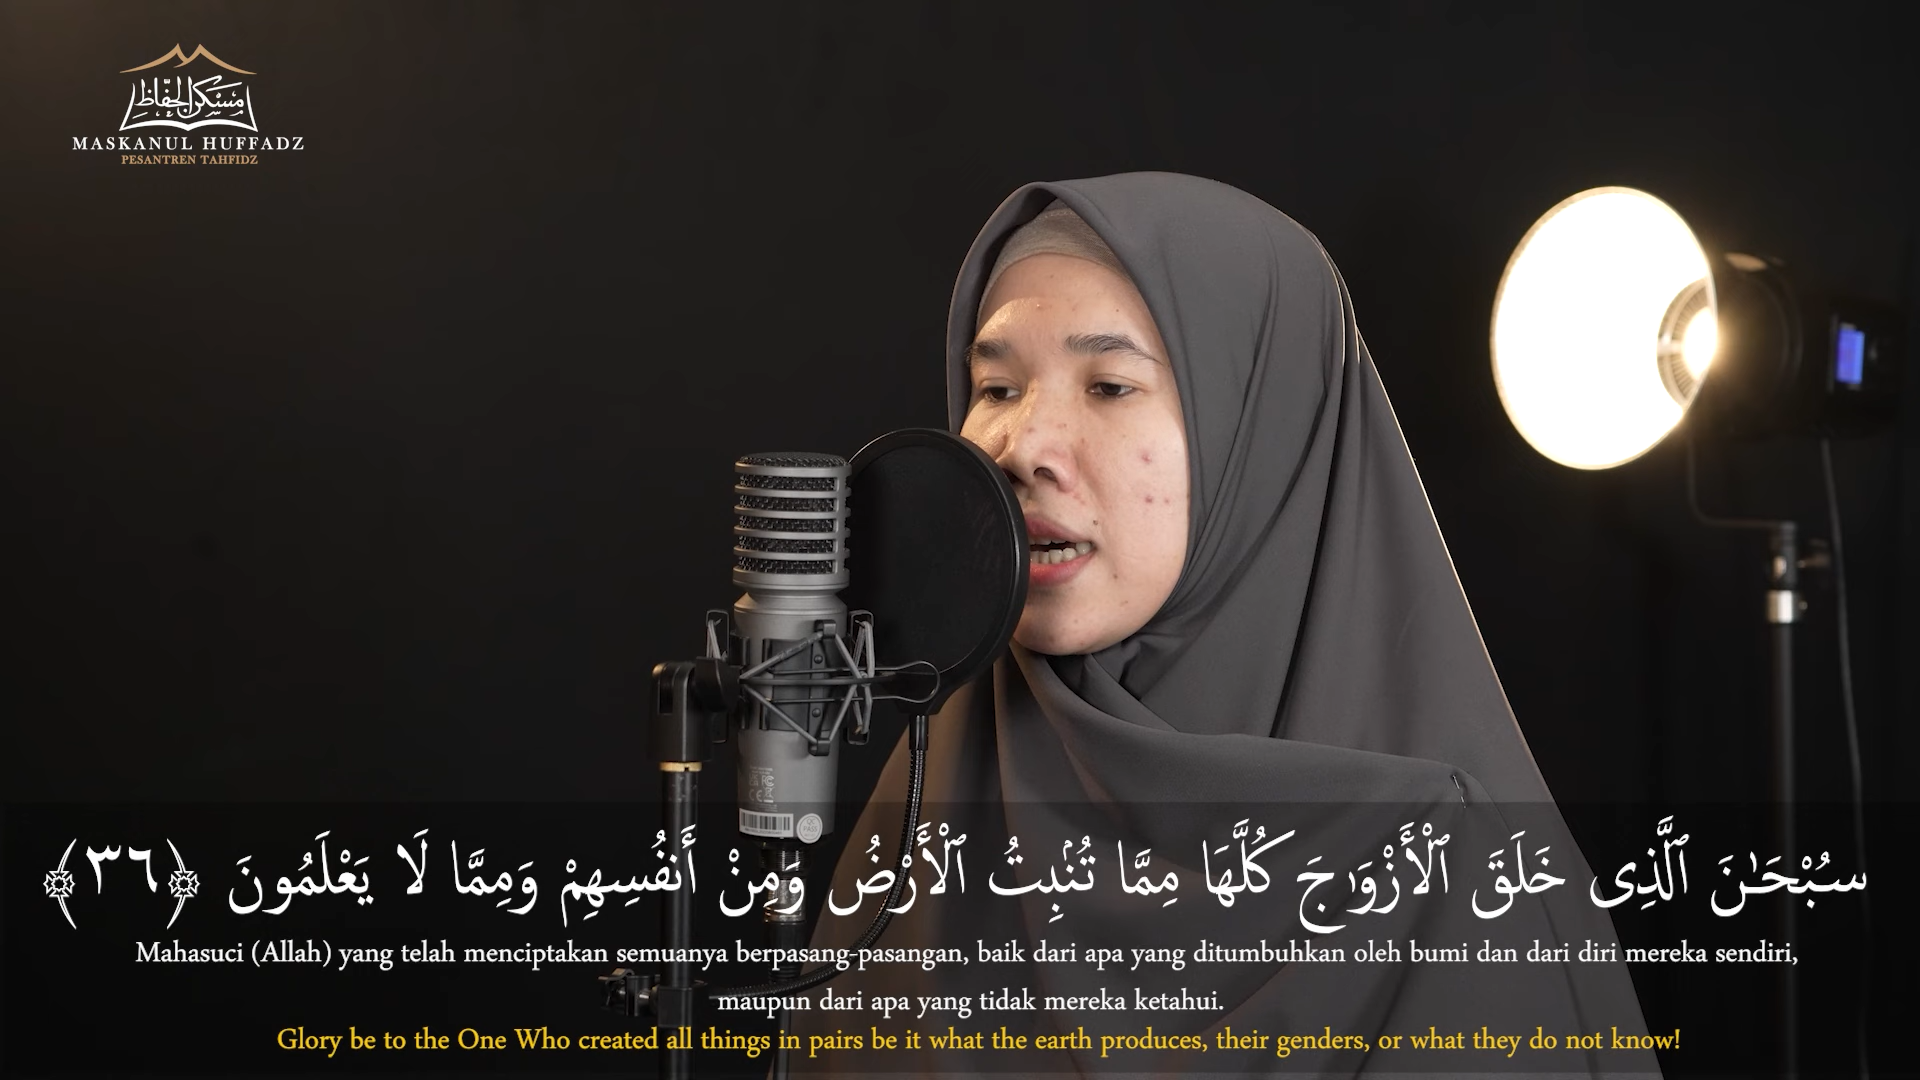 مسكن الحفاظ
MASKANUL HUFFADZ
PESANTREN TAHFIDZ
سُبْحَـٰنَ ٱلَّذِى خَلَقَ ٱلْأَزْوَٰجَ كُلَّهَا مِمَّا تُنۢبِتُ ٱلْأَرْضُ وَمِنْ أَنفُسِهِمْ وَمِمَّا لَا يَعْلَمُونَ ﴿٣٦﴾
Mahasuci (Allah) yang telah menciptakan semuanya berpasang-pasangan, baik dari apa yang ditumbuhkan oleh bumi dan dari diri mereka sendiri,
maupun dari apa yang tidak mereka ketahui.
Glory be to the One Who created all things in pairs be it what the earth produces, their genders, or what they do not know!